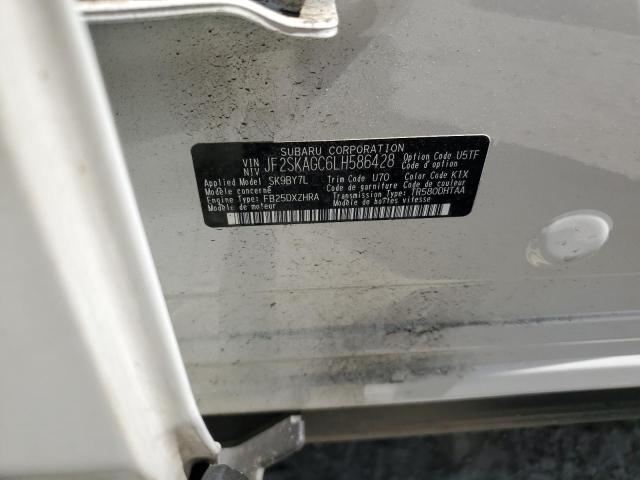 SUBARU CORPORATION
VIN NIV JF2SKAGC6LH586428 Option Code U5TF
Code d'option
Applied Model SK9BY7L Trim Code U70 Color Code K1X
Modèle concerné Code de garniture Code de couleur
Engine Type FB25DXZHRA Transmission Type TR580DHTAA
Modèle de moteur Modèle de boîtes vitesse